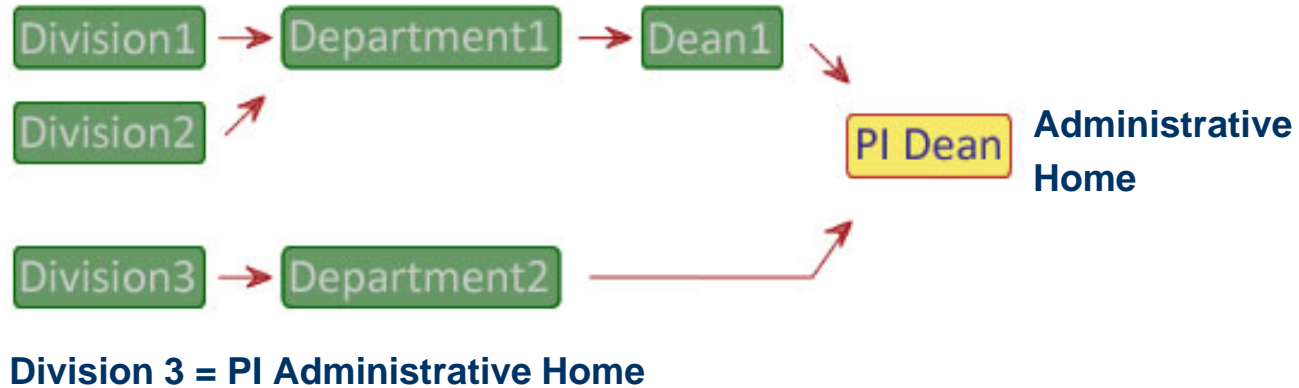 Division1
Department1
Dean1
Division2
PI Dean
Administrative
Home
Division3
Department2
Division 3 = PI Administrative Home